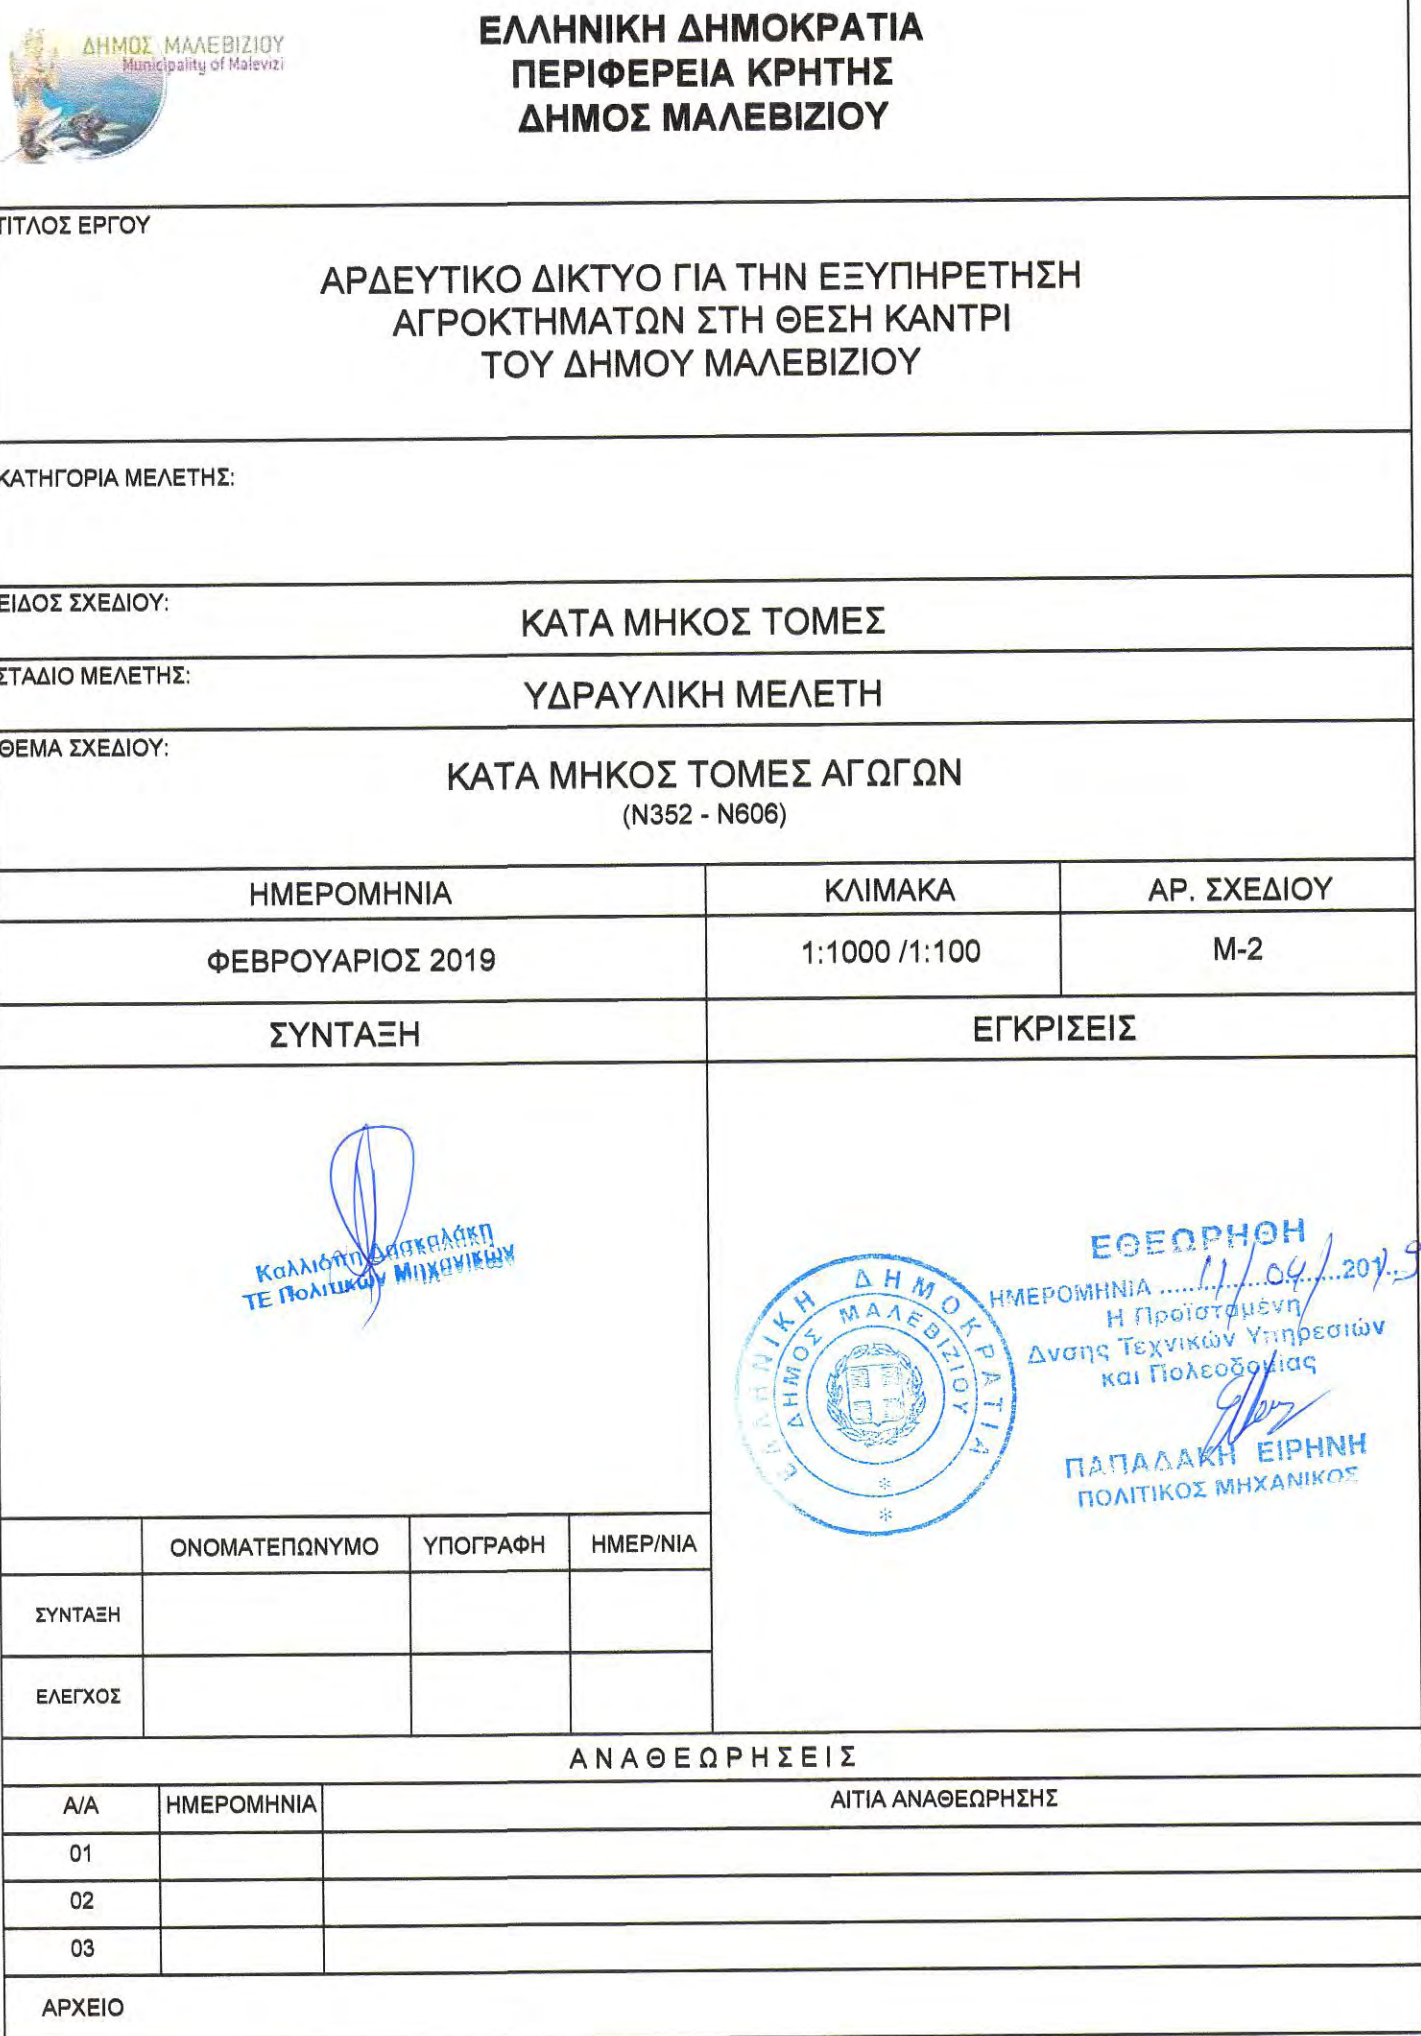 ΔΗΜΟΣ ΜΑΛΕΒΙΖΙΟΥ
Municipality of Malevizi
ΕΛΛΗΝΙΚΗ ΔΗΜΟΚΡΑΤΙΑ
ΠΕΡΙΦΕΡΕΙΑ ΚΡΗΤΗΣ
ΔΗΜΟΣ ΜΑΛΕΒΙΖΙΟΥ
ΤΙΤΛΟΣ ΕΡΓΟΥ
ΑΡΔΕΥΤΙΚΟ ΔΙΚΤΥΟ ΓΙΑ ΤΗΝ ΕΞΥΠΗΡΕΤΗΣΗ
ΑΓΡΟΚΤΗΜΑΤΩΝ ΣΤΗ ΘΕΣΗ ΚΑΝΤΡΙ
ΤΟΥ ΔΗΜΟΥ ΜΑΛΕΒΙΖΙΟΥ
ΚΑΤΗΓΟΡΙΑ ΜΕΛΕΤΗΣ:
ΕΙΔΟΣ ΣΧΕΔΙΟΥ:
ΚΑΤΑ ΜΗΚΟΣ ΤΟΜΕΣ
ΣΤΑΔΙΟ ΜΕΛΕΤΗΣ:
ΥΔΡΑΥΛΙΚΗ ΜΕΛΕΤΗ
ΘΕΜΑ ΣΧΕΔΙΟΥ:
ΚΑΤΑ ΜΗΚΟΣ ΤΟΜΕΣ ΑΓΩΓΩΝ
(N352 - N606)
ΗΜΕΡΟΜΗΝΙΑ ΚΛΙΜΑΚΑ ΑΡ. ΣΧΕΔΙΟΥ
ΦΕΒΡΟΥΑΡΙΟΣ 2019 1:1000 /1:100 Μ-2
ΣΥΝΤΑΞΗ ΕΓΚΡΙΣΕΙΣ
Καλλιόπη Δασκαλάκη
ΤΕ Πολιτικών Μηχανικών
ΕΛΛΗΝΙΚΗ ΔΗΜΟΚΡΑΤΙΑ
ΔΗΜΟΣ ΜΑΛΕΒΙΖΙΟΥ
ΕΘΕΩΡΗΘΗ
ΗΜΕΡΟΜΗΝΙΑ ......11/.....04/.....201..9
Η Προϊσταμένη
Δνσης Τεχνικών Υπηρεσιών
και Πολεοδομίας
ΠΑΠΑΔΑΚΗ ΕΙΡΗΝΗ
ΠΟΛΙΤΙΚΟΣ ΜΗΧΑΝΙΚΟΣ
ΟΝΟΜΑΤΕΠΩΝΥΜΟ ΥΠΟΓΡΑΦΗ ΗΜΕΡ/ΝΙΑ
ΣΥΝΤΑΞΗ
ΕΛΕΓΧΟΣ
ΑΝΑΘΕΩΡΗΣΕΙΣ
Α/Α ΗΜΕΡΟΜΗΝΙΑ ΑΙΤΙΑ ΑΝΑΘΕΩΡΗΣΗΣ
01
02
03
ΑΡΧΕΙΟ